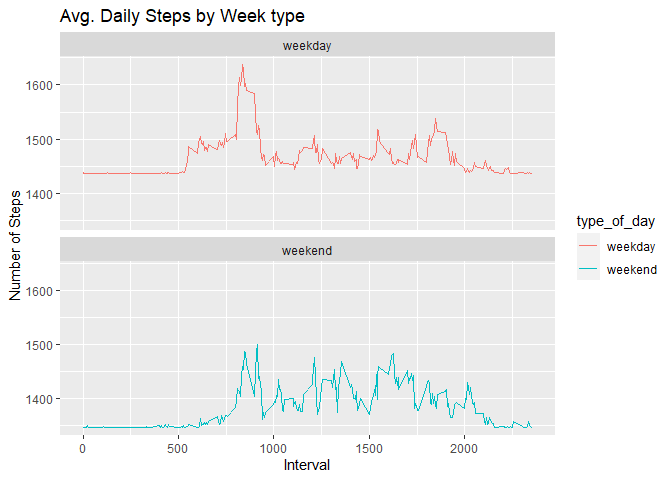 Avg. Daily Steps by Week type
weekday
1600
1500
1400
weekend
1600
1500
1400
0 500 1000 1500 2000
Interval
Number of Steps
type_of_day
weekday
weekend